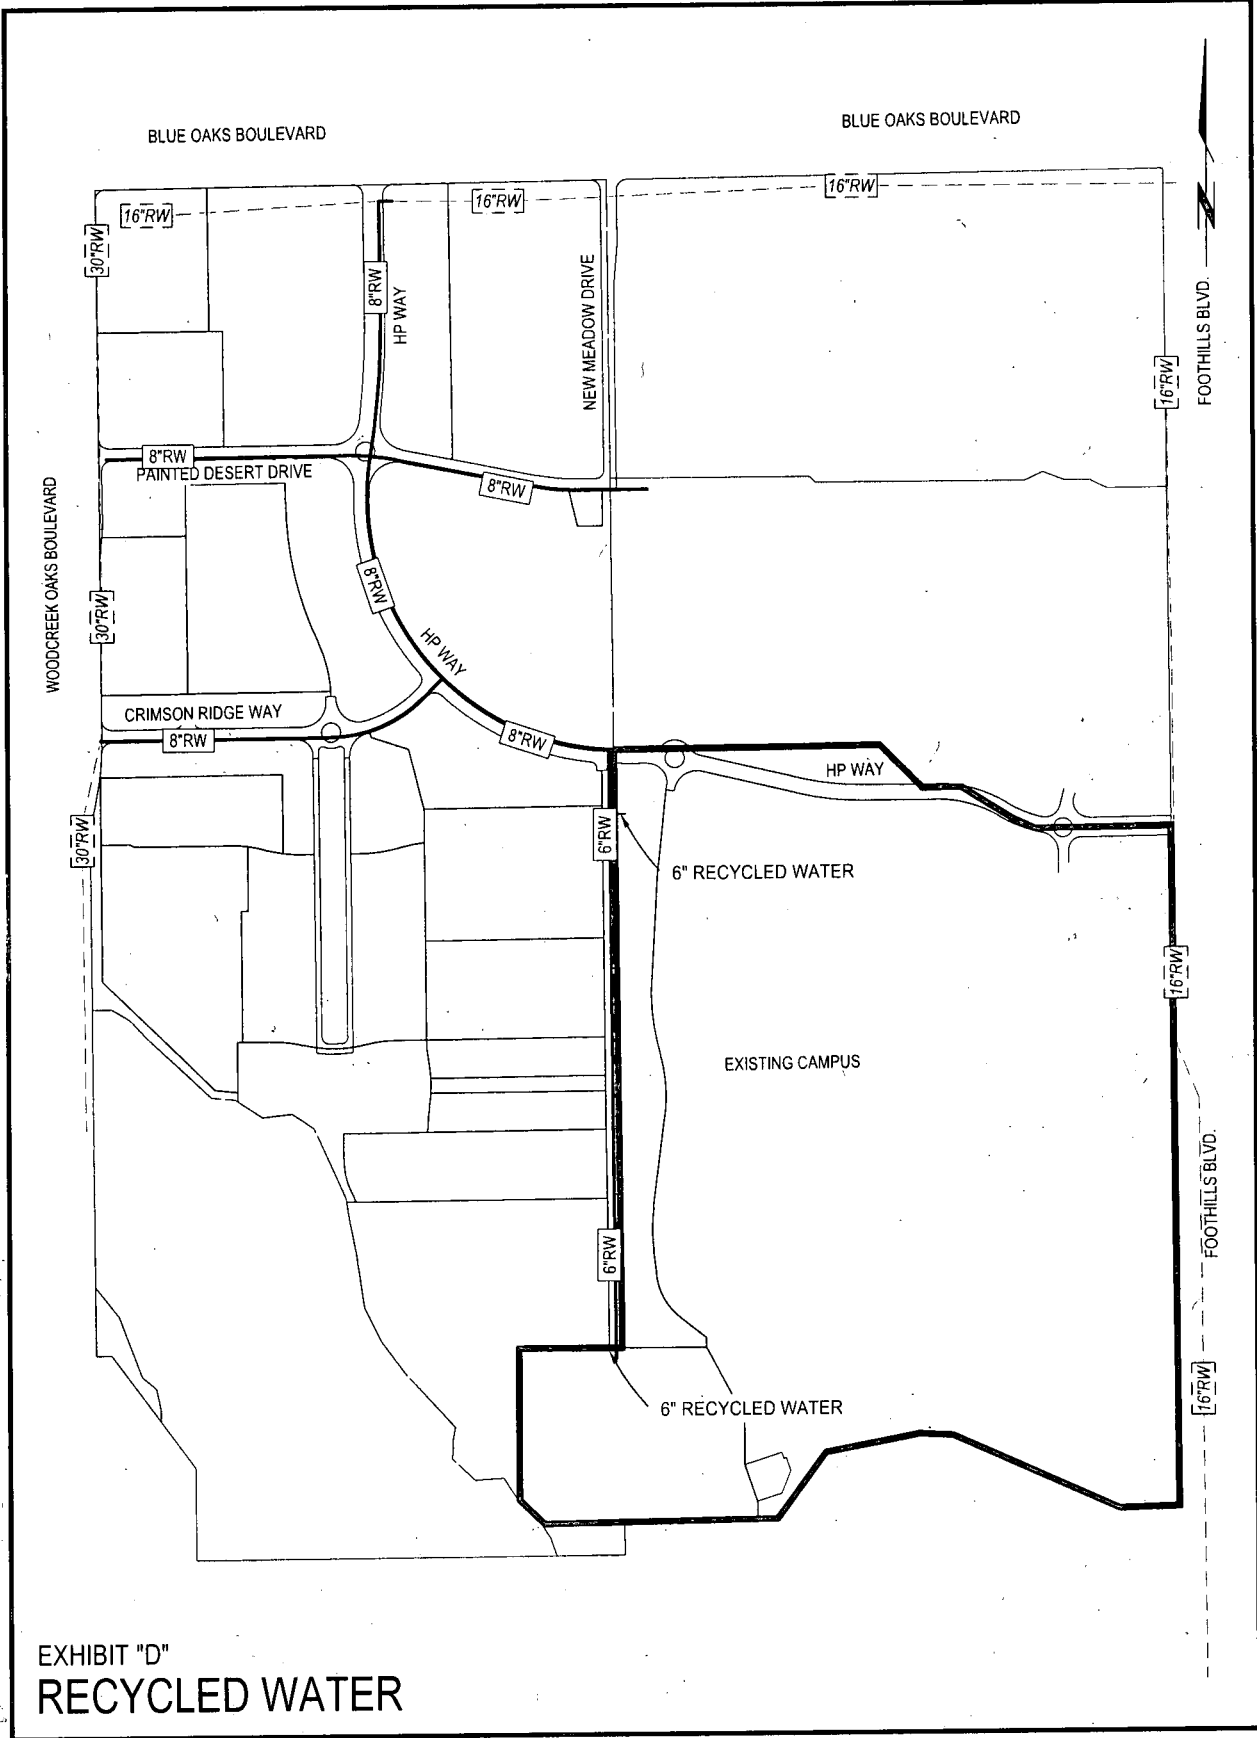 BLUE OAKS BOULEVARD
BLUE OAKS BOULEVARD
16"RW
16"RW
16"RW
N
30"RW
8"RW
HP WAY
NEW MEADOW DRIVE
FOOTHILLS BLVD.
16"RW
8"RW
PAINTED DESERT DRIVE
8"RW
WOODCREEK OAKS BOULEVARD
30"RW
8"RW
HP WAY
CRIMSON RIDGE WAY
8"RW
8"RW
HP WAY
30"RW
6"RW
6" RECYCLED WATER
16"RW
EXISTING CAMPUS
FOOTHILLS BLVD.
6"RW
16"RW
6" RECYCLED WATER
EXHIBIT "D"
RECYCLED WATER